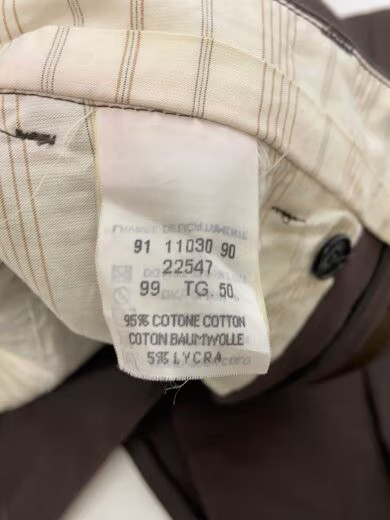 91 11030 90
22547
99 TG 50
95% COTONE COTTON
COTON BAUMWOLLE
5% LYCRA